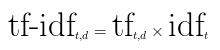 tf-idf_{t,d} = tf_{t,d} × idf_t